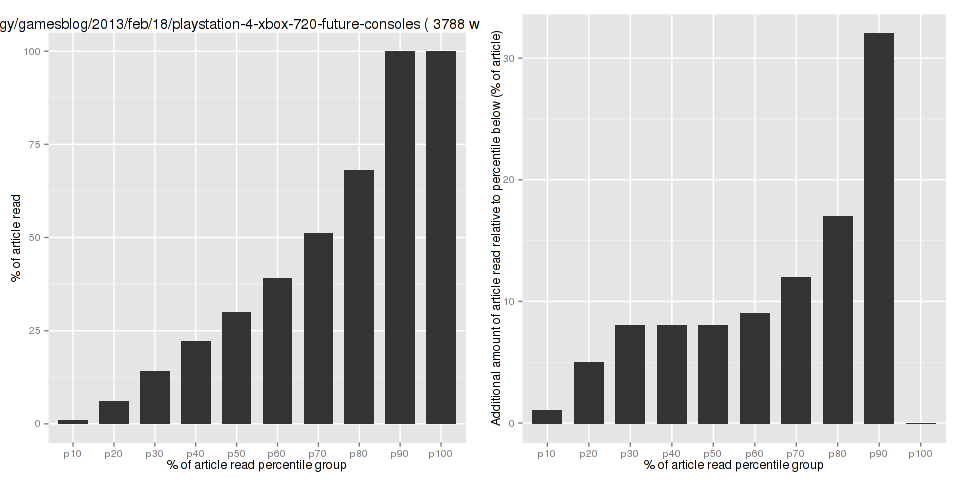 gy/gamesblog/2013/feb/18/playstation-4-xbox-720-future-consoles ( 3788 w
% of article read
100
75
50
25
0
p10 p20 p30 p40 p50 p60 p70 p80 p90 p100
% of article read percentile group
Additional amount of article read relative to percentile below (% of article)
30
20
10
0
p10 p20 p30 p40 p50 p60 p70 p80 p90 p100
% of article read percentile group